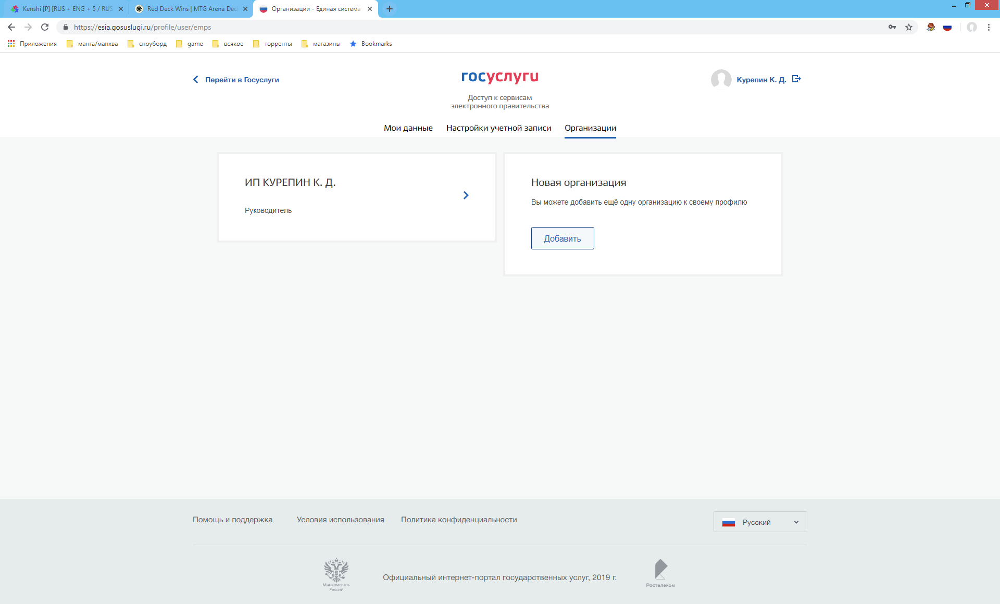 Kenshi [P] [RUS + ENG + 5 / RUS
Red Deck Wins | MTG Arena Dec
Организации - Единая система
https://esia.gosuslugi.ru/profile/user/emps
Приложения
манга/манхва
сноуборд
game
всякое
торренты
магазины
Bookmarks
Перейти в Госуслуги
госуслуги
Доступ к сервисам
электронного правительства
Курепин К. Д.
Мои данные
Настройки учетной записи
Организации
ИП КУРЕПИН К. Д.
Руководитель
Новая организация
Вы можете добавить ещё одну организацию к своему профилю
Добавить
Помощь и поддержка
Условия использования
Политика конфиденциальности
Русский
Минкомсвязь
России
Официальный интернет-портал государственных услуг, 2019 г.
Ростелеком